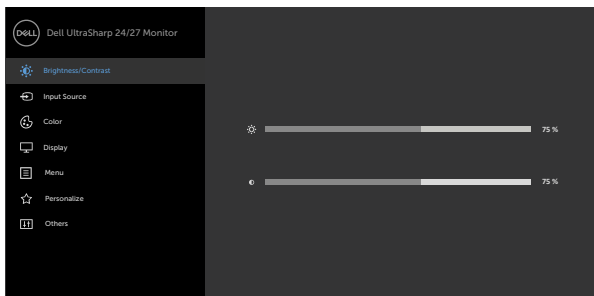 DELL
Dell UltraSharp 24/27 Monitor
Brightness/Contrast
Input Source
Color
Display
Menu
Personalize
Others
75 %
75 %